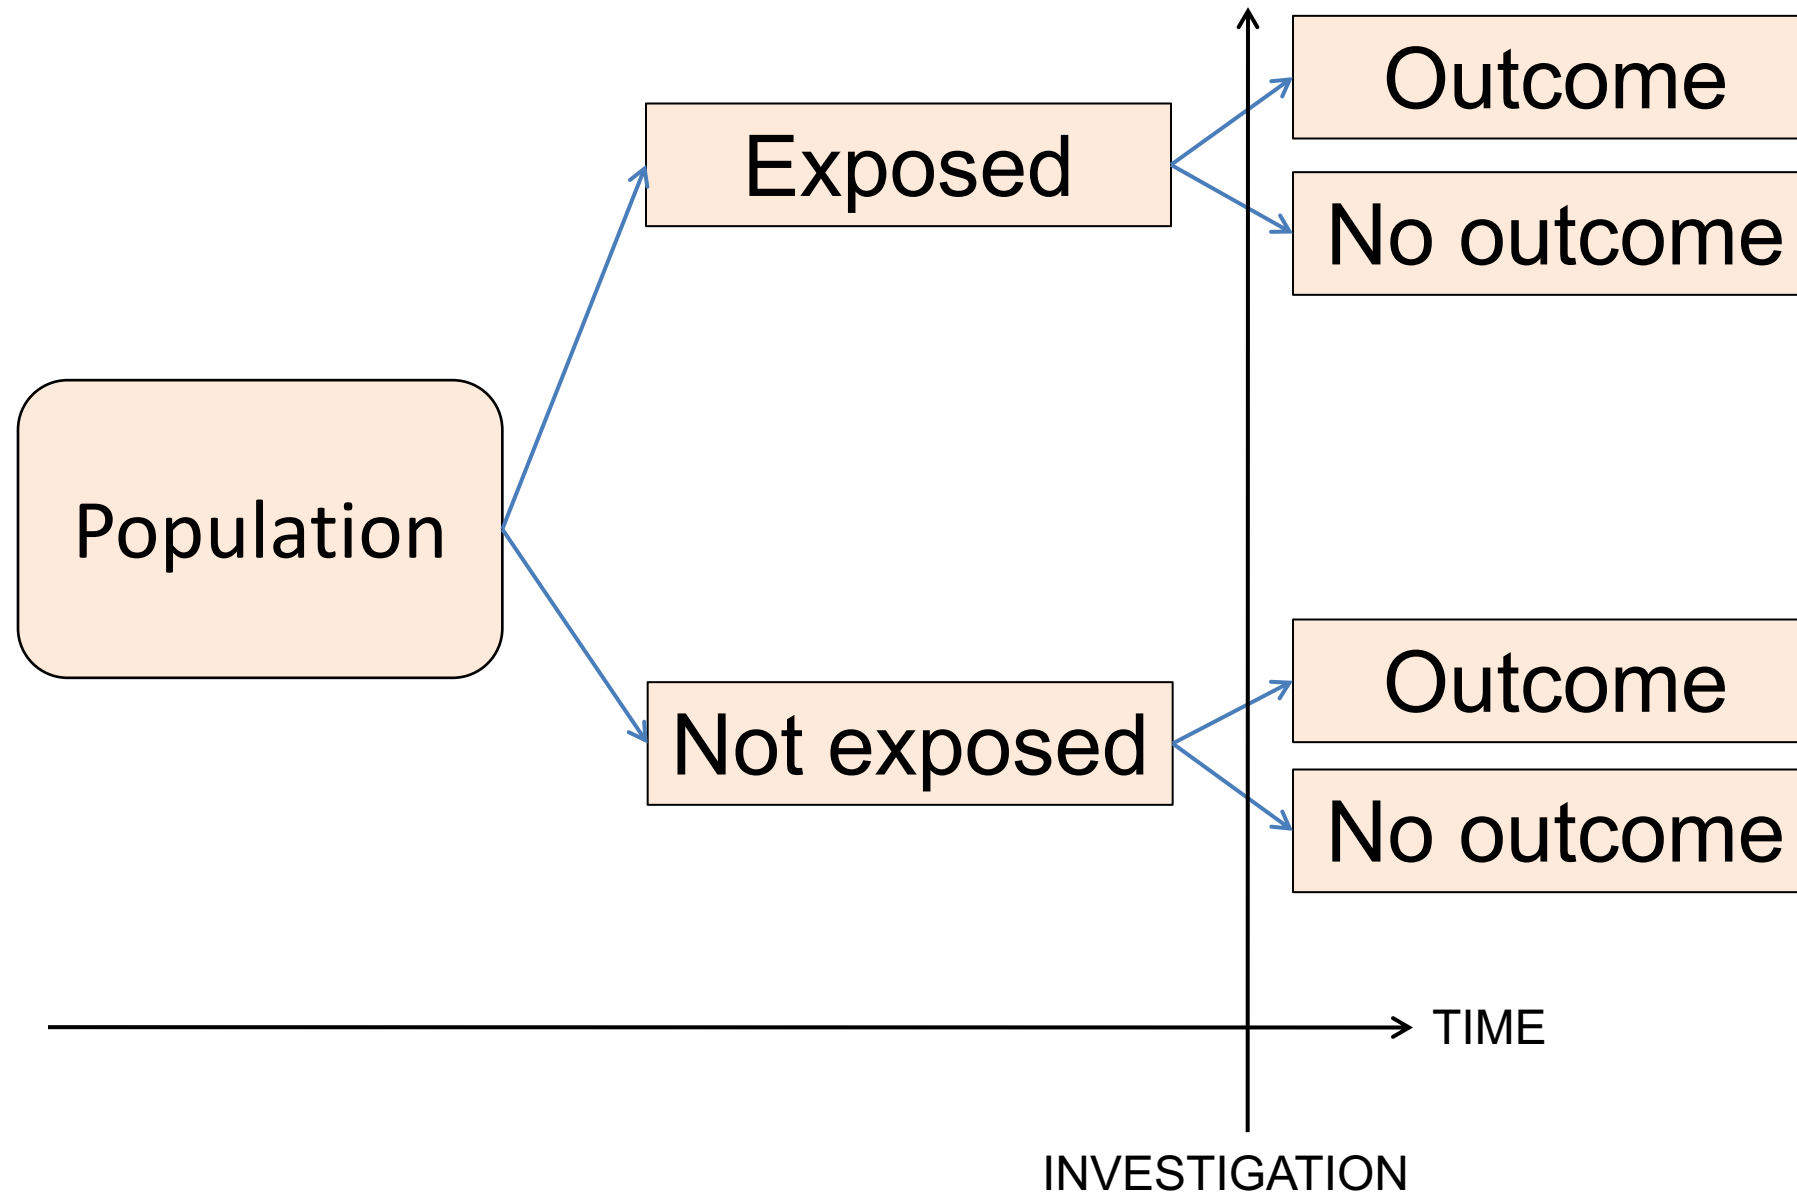 Outcome
Exposed
No outcome
Population
Outcome
Not exposed
No outcome
TIME
INVESTIGATION